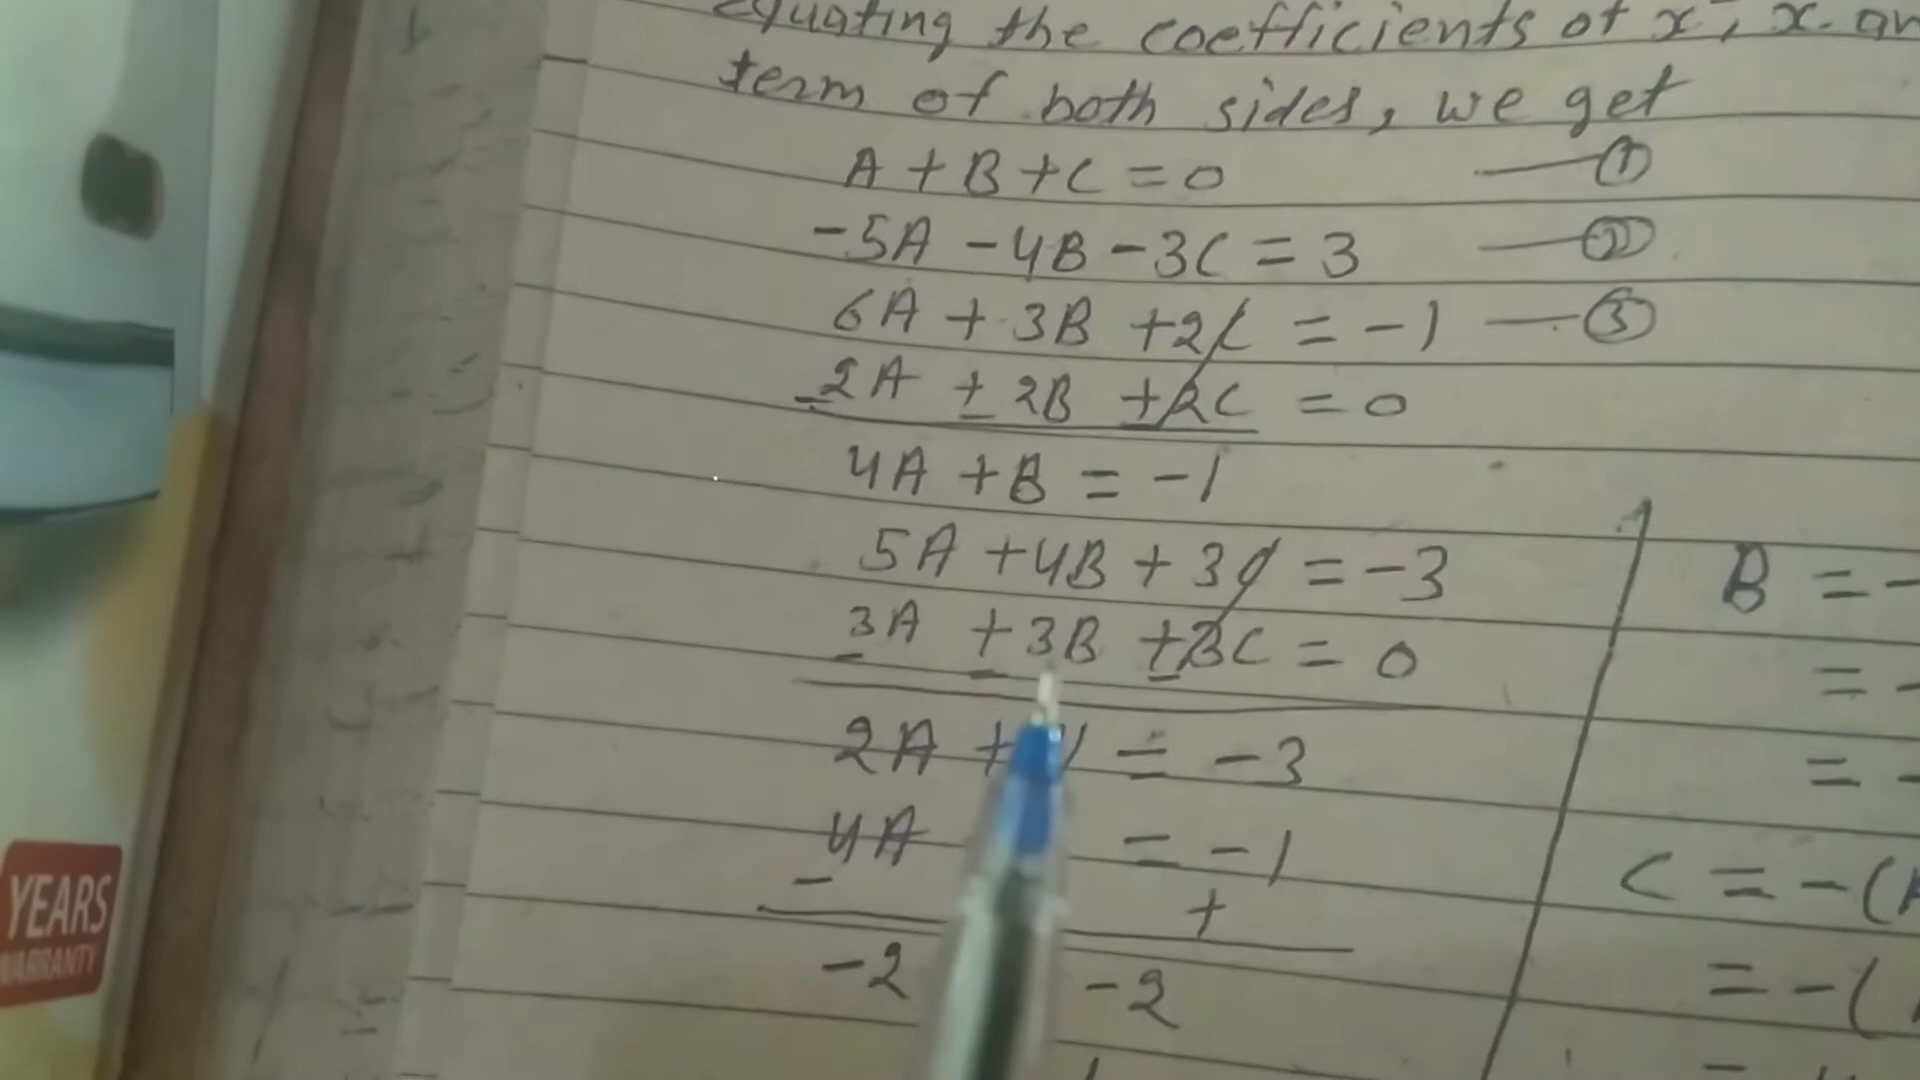 equating the coefficients of x², x
term of both sides, we get
A + B + C = 0 — ①
-5A - 4B - 3C = 3 — ②
6A + 3B + 2C = -1 — ③
2A + 2B + 2C = 0
4A + B = -1
5A + 4B + 3C = -3
3A + 3B + 3C = 0
2A + = -3
4A = -1
- +
-2 -2
B = -
= -
= -
C = -(
= -(
YEARS
WARRANTY